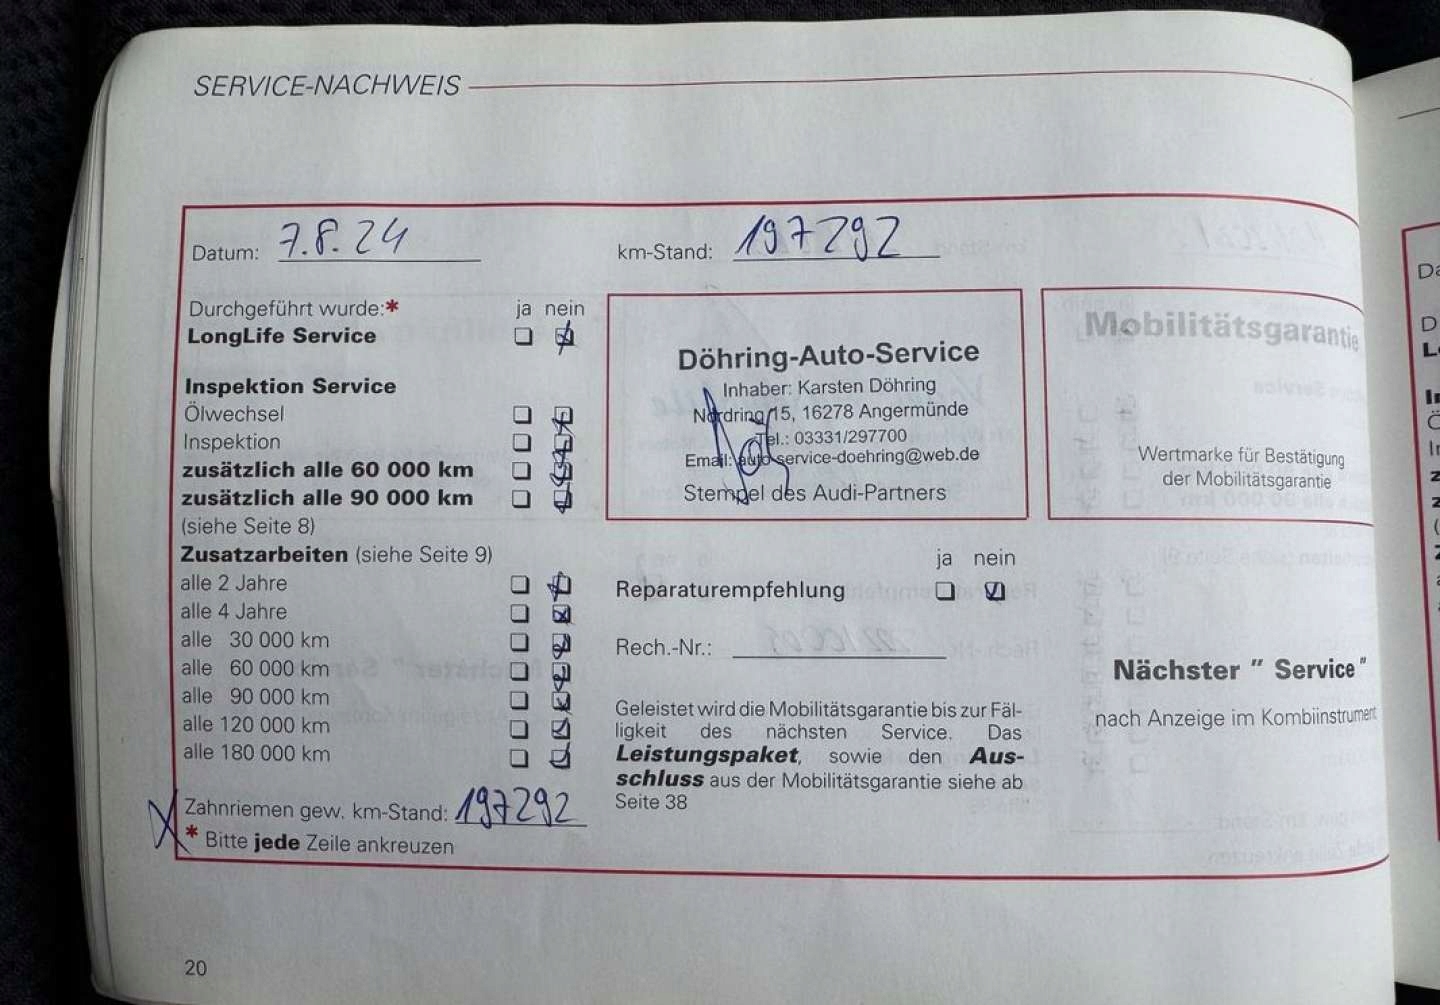 SERVICE-NACHWEIS
Datum: 7.8.24
km-Stand: 197292
Durchgeführt wurde:* ja nein
LongLife Service
Inspektion Service
Ölwechsel
Inspektion
zusätzlich alle 60 000 km
zusätzlich alle 90 000 km
(siehe Seite 8)
Zusatzarbeiten (siehe Seite 9)
alle 2 Jahre
alle 4 Jahre
alle 30 000 km
alle 60 000 km
alle 90 000 km
alle 120 000 km
alle 180 000 km
Zahnriemen gew. km-Stand: 197292
* Bitte jede Zeile ankreuzen
Döhring-Auto-Service
Inhaber: Karsten Döhring
Nordring 15, 16278 Angermünde
Tel.: 03331/297700
Email: auto-service-doehring@web.de
Stempel des Audi-Partners
ja nein
Reparaturempfehlung
Rech.-Nr.:
Geleistet wird die Mobilitätsgarantie bis zur Fäl-
ligkeit des nächsten Service. Das
Leistungspaket, sowie den Aus-
schluss aus der Mobilitätsgarantie siehe ab
Seite 38
Mobilitätsgarantie
Wertmarke für Bestätigung
der Mobilitätsgarantie
Nächster " Service "
nach Anzeige im Kombiinstrument
20